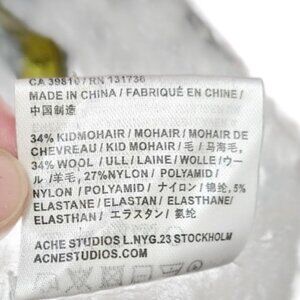 CA 39816 / RN 131736
MADE IN CHINA / FABRIQUÉ EN CHINE /
中国制造
34% KIDMOHAIR / MOHAIR / MOHAIR DE
CHEVREAU / KID MOHAIR / 毛 / 马海毛,
34% WOOL / ULL / LAINE / WOLLE / ウー
ル / 羊毛, 27% NYLON / POLYAMID /
NYLON / POLYAMID / ナイロン / 锦纶, 5%
ELASTANE / ELASTAN / ELASTHANE/
ELASTHAN / エラスタン / 氨纶
ACNE STUDIOS L.NYG.23 STOCKHOLM
ACNESTUDIOS.COM